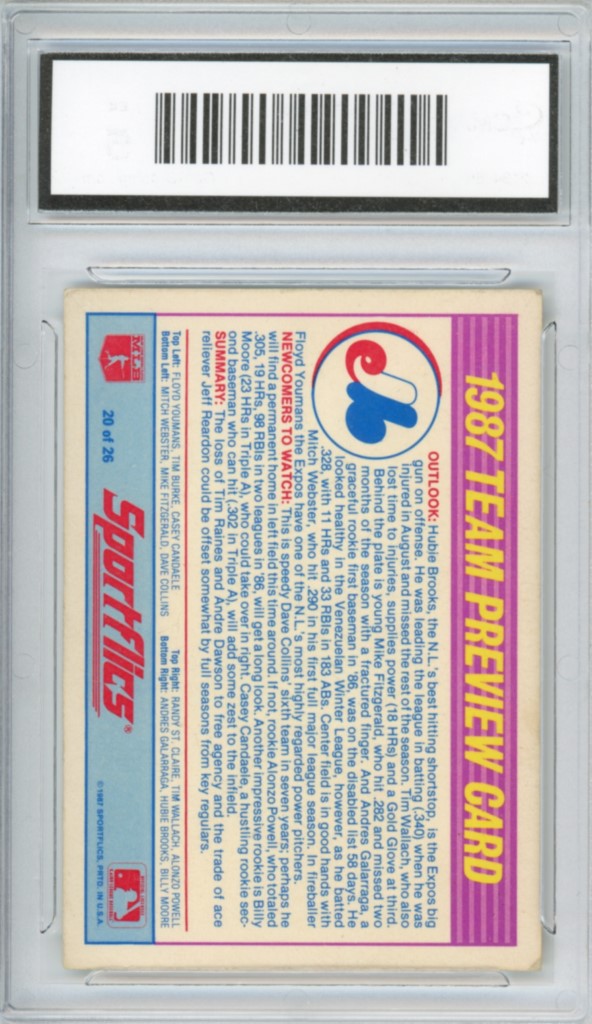 1987 TEAM PREVIEW CARD
OUTLOOK: Hubie Brooks, the N.L.'s best hitting shortstop, is the Expos big
gun on offense. He was leading the league in batting (.340) when he was
injured in August and missed the rest of the season. Tim Wallach, who also
lost time to injuries, supplies power (18 HRs) and a Gold Glove at third.
Behind the plate is young Mike Fitzgerald, who hit .282 and missed two
months of the season with a fractured finger. And Andres Galarraga, a
graceful rookie first baseman in '86, was on the disabled list 58 days. He
looked healthy in the Venezuelan Winter League, however, as he batted
.328, with 11 HRs and 33 RBIs in 183 ABs. Center field is in good hands with
Mitch Webster, who hit .290 in his first full major league season. In fireballer
Floyd Youmans the Expos have one of the N.L.'s most highly regarded power pitchers.
NEWCOMERS TO WATCH: This is speedy Dave Collins' sixth team in seven years; perhaps he
will find a permanent home in left field this time around. If not, rookie Alonzo Powell, who totaled
.305, 19 HRs, 98 RBIs in two leagues in '86, will get a long look. Another impressive rookie is Billy
Moore (23 HRs in Triple A), who could take over in right. Casey Candaele, a hustling rookie sec-
ond baseman who can hit (.302 in Triple A), will add some zest to the infield.
SUMMARY: The loss of Tim Raines and Andre Dawson to free agency and the trade of ace
reliever Jeff Reardon could be offset somewhat by full seasons from key regulars.
Top Left: FLOYD YOUMANS, TIM BURKE, CASEY CANDAELE
Bottom Left: MITCH WEBSTER, MIKE FITZGERALD, DAVE COLLINS
Top Right: RANDY ST. CLAIRE, TIM WALLACH, ALONZO POWELL
Bottom Right: ANDRES GALARRAGA, HUBIE BROOKS, BILLY MOORE
20 of 26
Sportflics®
© 1987 SPORTFLICS, PRTD. IN U.S.A.